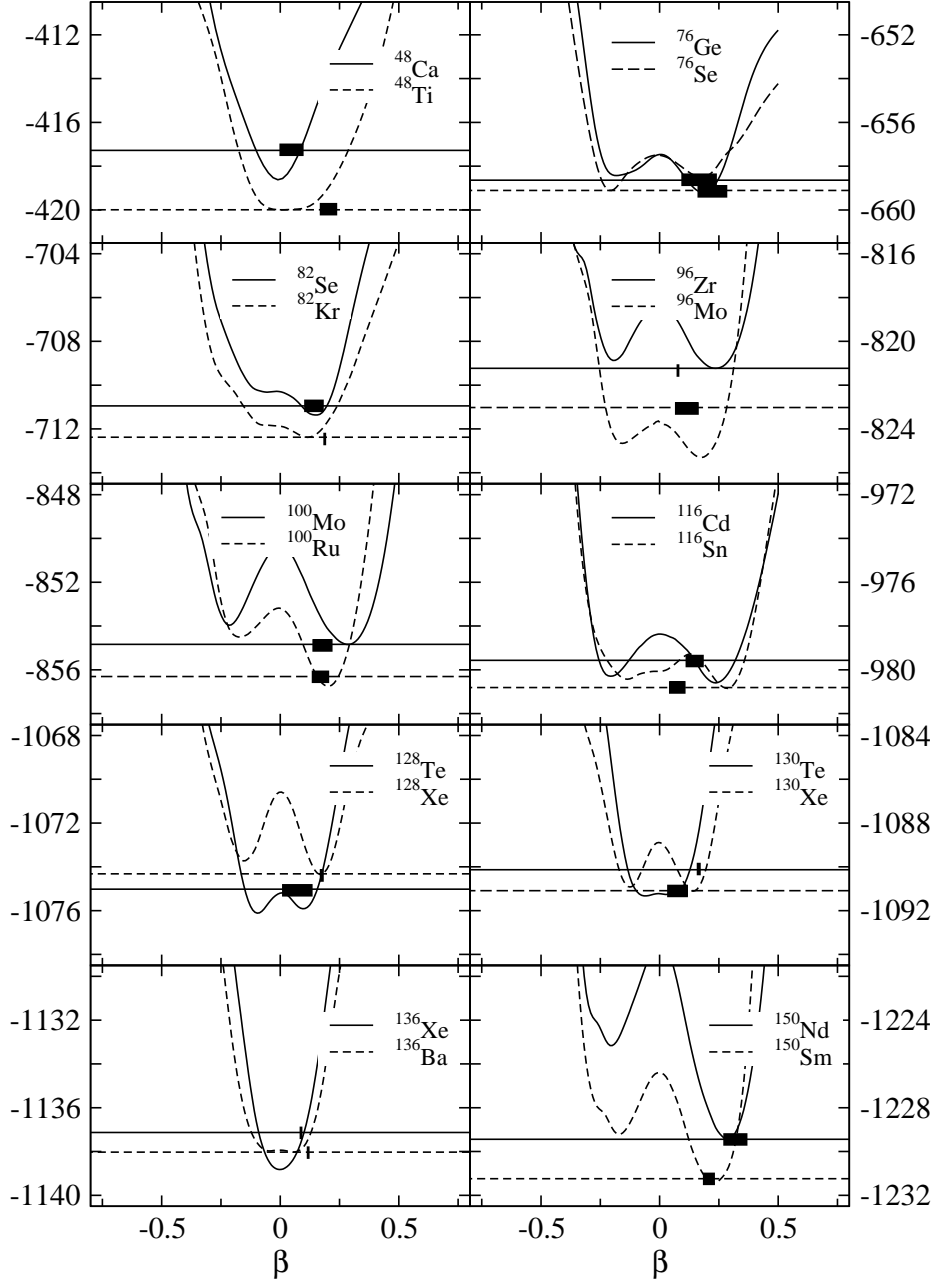 -412
-416
-420
⁴⁸Ca
⁴⁸Ti
⁷⁶Ge
⁷⁶Se
-652
-656
-660
-704
-708
-712
⁸²Se
⁸²Kr
⁹⁶Zr
⁹⁶Mo
-816
-820
-824
-848
-852
-856
¹⁰⁰Mo
¹⁰⁰Ru
¹¹⁶Cd
¹¹⁶Sn
-972
-976
-980
-1068
-1072
-1076
¹²⁸Te
¹²⁸Xe
¹³⁰Te
¹³⁰Xe
-1084
-1088
-1092
-1132
-1136
-1140
¹³⁶Xe
¹³⁶Ba
¹⁵⁰Nd
¹⁵⁰Sm
-1224
-1228
-1232
-0.5 0 0.5 -0.5 0 0.5
β β